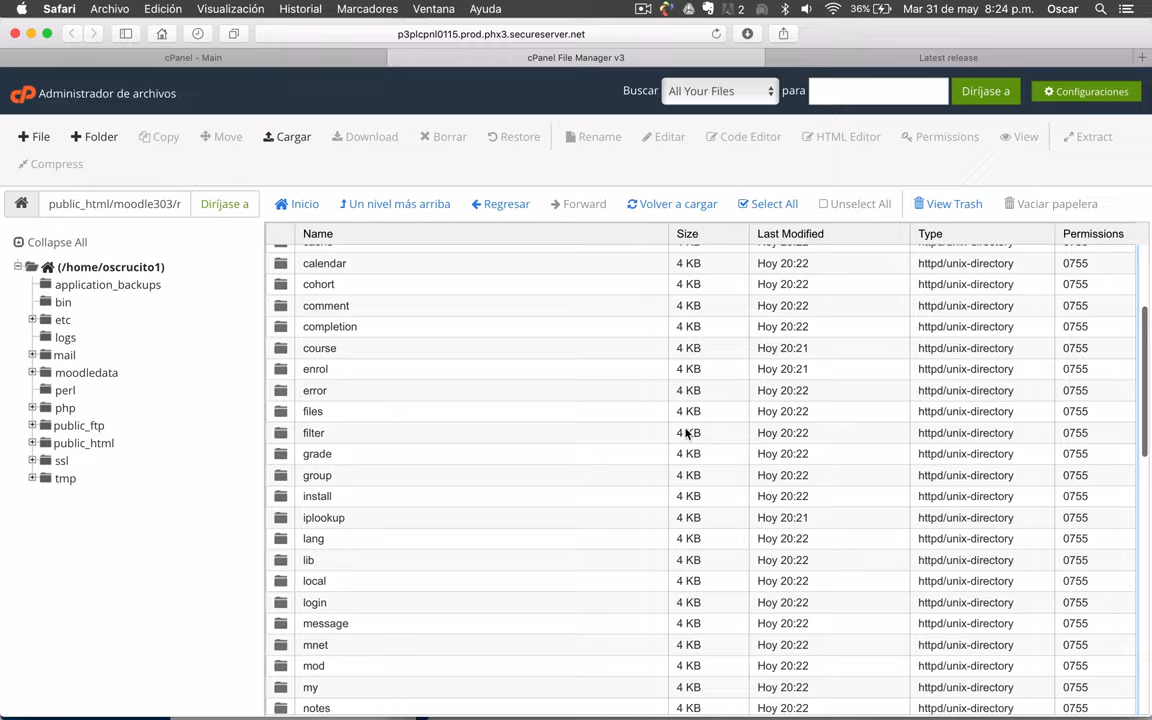 Safari Archivo Edición Visualización Historial Marcadores Ventana Ayuda 2 36% Mar 31 de may 8:24 p.m. Oscar
p3plcpnl0115.prod.phx3.secureserver.net
cPanel - Main cPanel File Manager v3 Latest release
cP Administrador de archivos Buscar All Your Files para Diríjase a Configuraciones
File Folder Copy Move Cargar Download Borrar Restore Rename Editar Code Editor HTML Editor Permissions View Extract
Compress
public_html/moodle303/r Diríjase a Inicio Un nivel más arriba Regresar Forward Volver a cargar Select All Unselect All View Trash Vaciar papelera
Collapse All
(/home/oscrucito1)
application_backups
bin
etc
logs
mail
moodledata
perl
php
public_ftp
public_html
ssl
tmp
Name Size Last Modified Type Permissions
calendar 4 KB Hoy 20:22 httpd/unix-directory 0755
cohort 4 KB Hoy 20:22 httpd/unix-directory 0755
comment 4 KB Hoy 20:22 httpd/unix-directory 0755
completion 4 KB Hoy 20:22 httpd/unix-directory 0755
course 4 KB Hoy 20:21 httpd/unix-directory 0755
enrol 4 KB Hoy 20:21 httpd/unix-directory 0755
error 4 KB Hoy 20:22 httpd/unix-directory 0755
files 4 KB Hoy 20:22 httpd/unix-directory 0755
filter 4 KB Hoy 20:22 httpd/unix-directory 0755
grade 4 KB Hoy 20:22 httpd/unix-directory 0755
group 4 KB Hoy 20:22 httpd/unix-directory 0755
install 4 KB Hoy 20:22 httpd/unix-directory 0755
iplookup 4 KB Hoy 20:21 httpd/unix-directory 0755
lang 4 KB Hoy 20:22 httpd/unix-directory 0755
lib 4 KB Hoy 20:22 httpd/unix-directory 0755
local 4 KB Hoy 20:22 httpd/unix-directory 0755
login 4 KB Hoy 20:22 httpd/unix-directory 0755
message 4 KB Hoy 20:22 httpd/unix-directory 0755
mnet 4 KB Hoy 20:22 httpd/unix-directory 0755
mod 4 KB Hoy 20:22 httpd/unix-directory 0755
my 4 KB Hoy 20:22 httpd/unix-directory 0755
notes 4 KB Hoy 20:22 httpd/unix-directory 0755